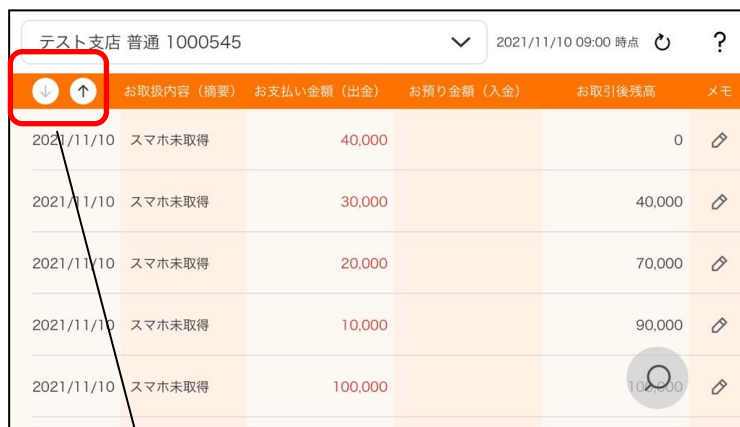 テスト支店 普通 1000545 2021/11/10 09:00 時点 ?
お取扱内容（摘要） お支払い金額（出金） お預り金額（入金） お取引後残高 メモ
2021/11/10 スマホ未取得 40,000 0
2021/11/10 スマホ未取得 30,000 40,000
2021/11/10 スマホ未取得 20,000 70,000
2021/11/10 スマホ未取得 10,000 90,000
2021/11/10 スマホ未取得 100,000 100,000